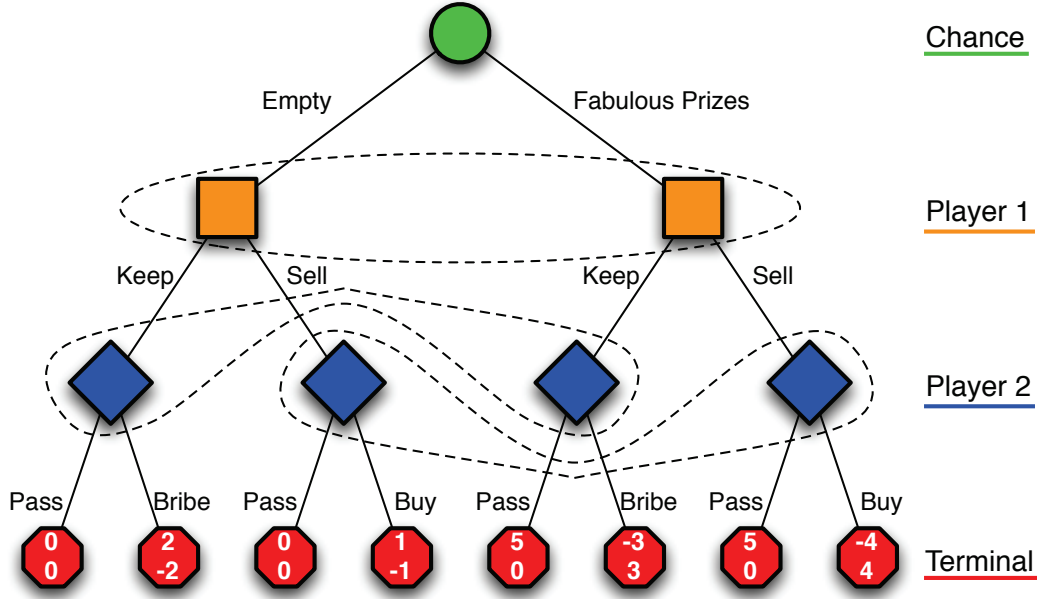 Chance
Empty
Fabulous Prizes
Player 1
Keep
Sell
Keep
Sell
Player 2
Pass
Bribe
Pass
Buy
Pass
Bribe
Pass
Buy
0
0
2
-2
0
0
1
-1
5
0
-3
3
5
0
-4
4
Terminal